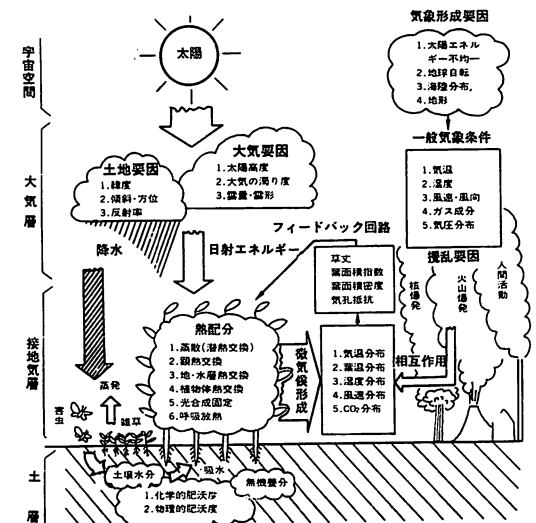 気象形成要因
1.太陽エネル
ギー不均一
2.地球自転
3.海陸分布.
4.地形
宇宙空間
太陽
一般気象条件
1.気温
2.湿度
3.風速・風向
4.ガス成分
5.気圧分布
大気層
土地要因
1.緯度
2.傾斜・方位
3.反射率
大気要因
1.太陽高度
2.大気の濁り度
3.雲量・雲形
降水
日射エネルギー
フィードバック回路
草丈
葉面積指数
葉面積密度
気孔抵抗
擾乱要因
核爆発
火山爆発
人間活動
接地気層
熱配分
1.蒸散(潜熱交換)
2.顕熱交換
3.地・水層熱交換
4.植物体熱交換
5.光合成固定
6.呼吸放熱
微気候形成
1.気温分布
2.葉温分布
3.湿度分布
4.風速分布
5.CO₂分布
相互作用
蒸発
害虫
雑草
土層
土壌水分
吸水
無機養分
1.化学的肥沃度
2.物理的肥沃度